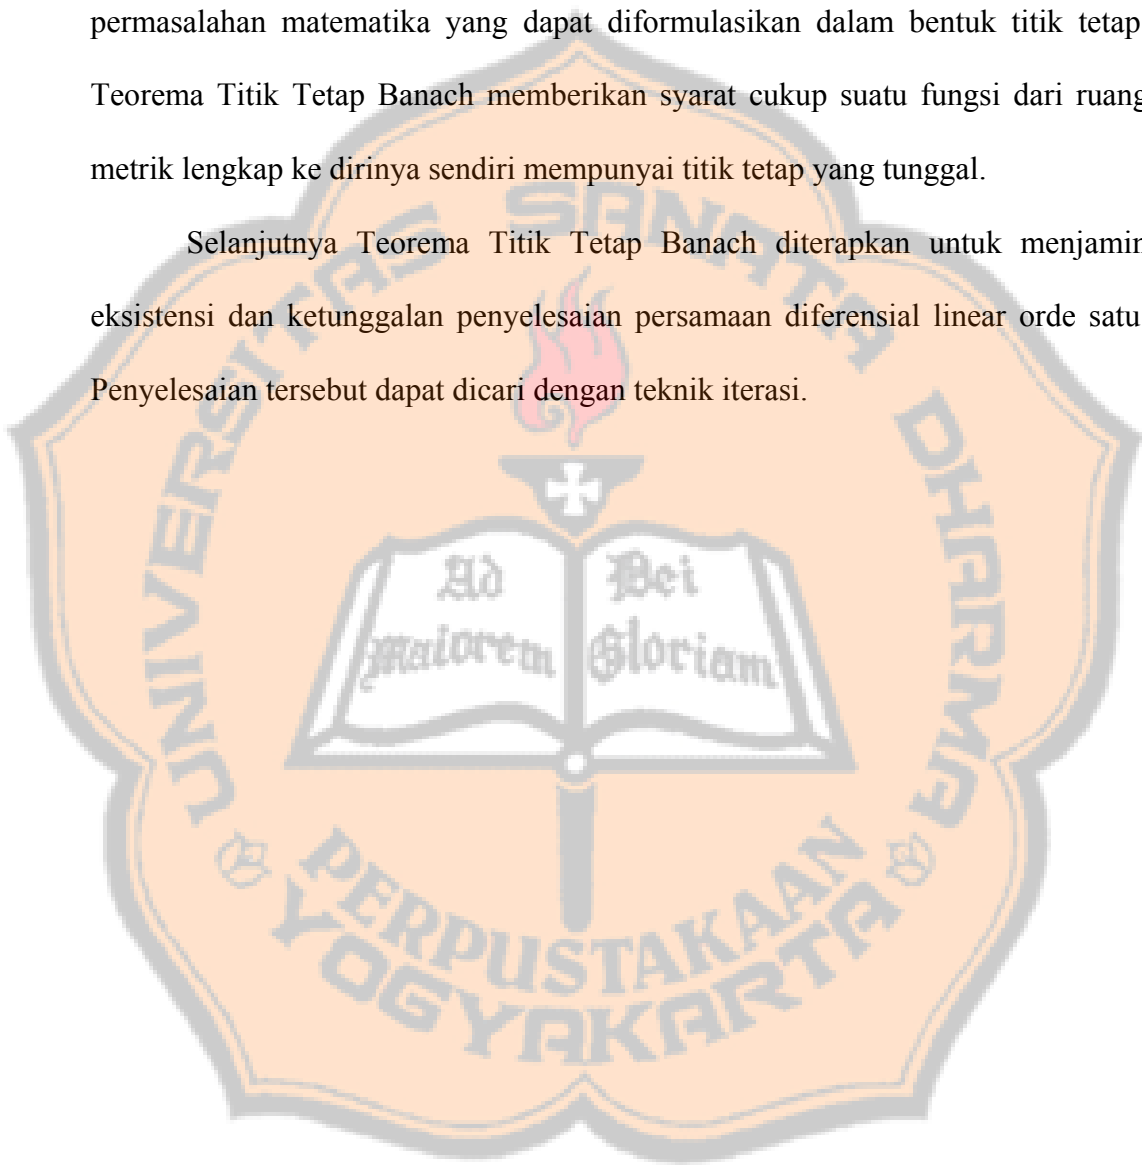 permasalahan matematika yang dapat diformulasikan dalam bentuk titik tetap
Teorema Titik Tetap Banach memberikan syarat cukup suatu fungsi dari ruang
metrik lengkap ke dirinya sendiri mempunyai titik tetap yang tunggal.
Selanjutnya Teorema Titik Tetap Banach diterapkan untuk menjamin
eksistensi dan ketunggalan penyelesaian persamaan diferensial linear orde satu
Penyelesaian tersebut dapat dicari dengan teknik iterasi.
UNIVERSITAS SANATA DHARMA
Ad Dei
maiorem Gloriam
PERPUSTAKAAN
YOGYAKARTA